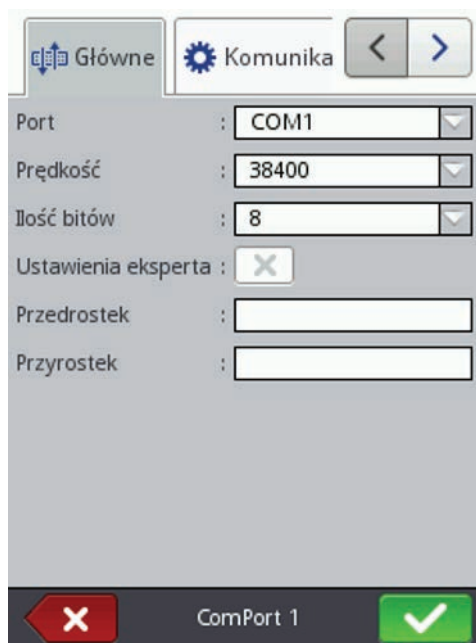 Główne Komunika
Port : COM1
Prędkość : 38400
Ilość bitów : 8
Ustawienia eksperta :
Przedrostek :
Przyrostek :
ComPort 1